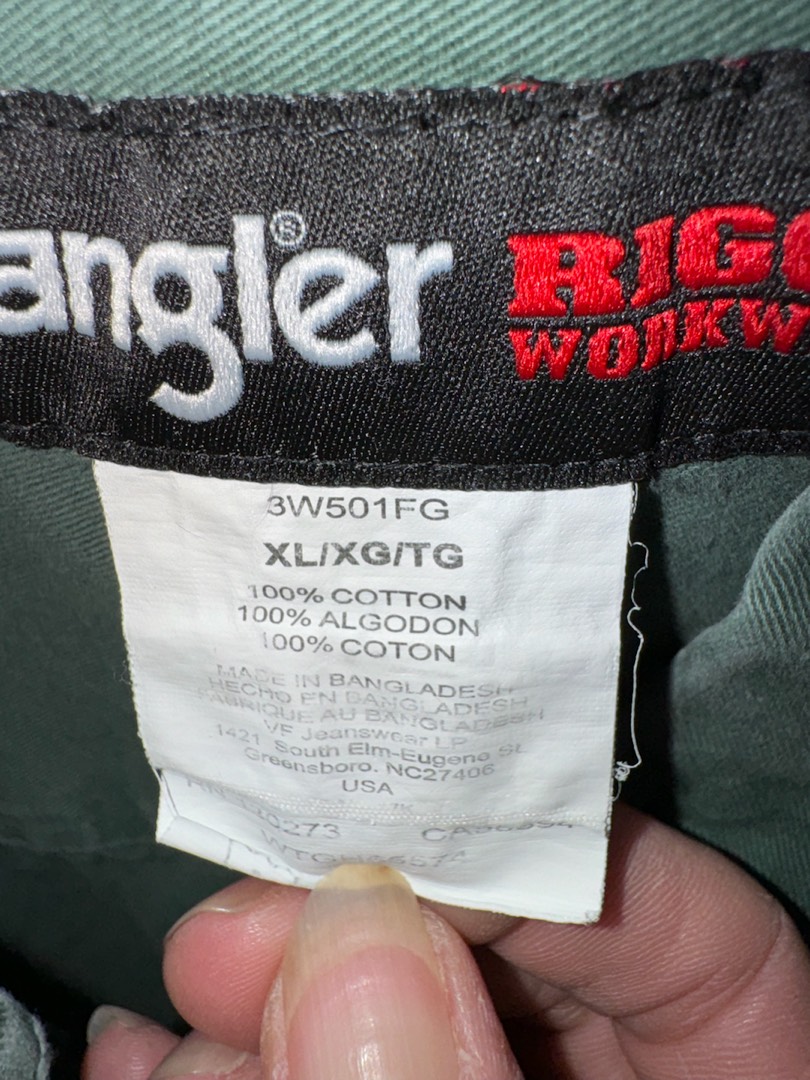 angler®
RIGG
WORKW
3W501FG
XL/XG/TG
100% COTTON
100% ALGODON
100% COTON
MADE IN BANGLADESH
HECHO EN BANGLADESH
FABRIQUE AU BANGLADESH
VF Jeanswear LP
1421 South Elm-Eugene St.
Greensboro. NC27406
USA